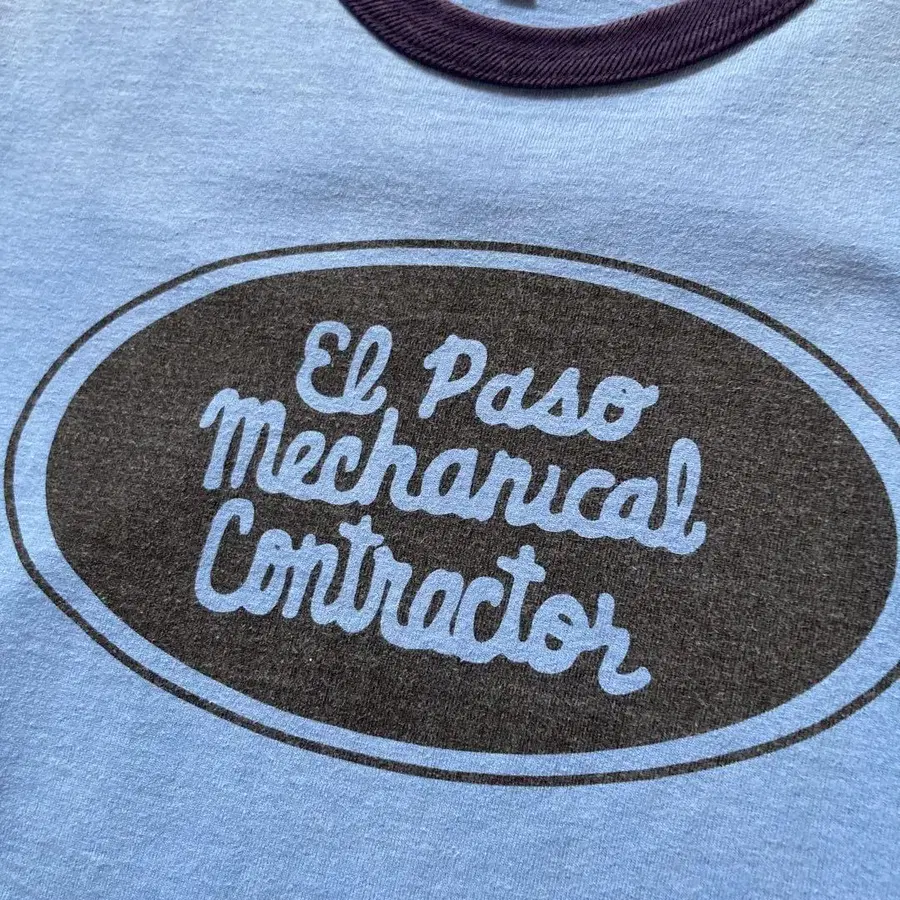 El Paso
Mechanical
Contractor